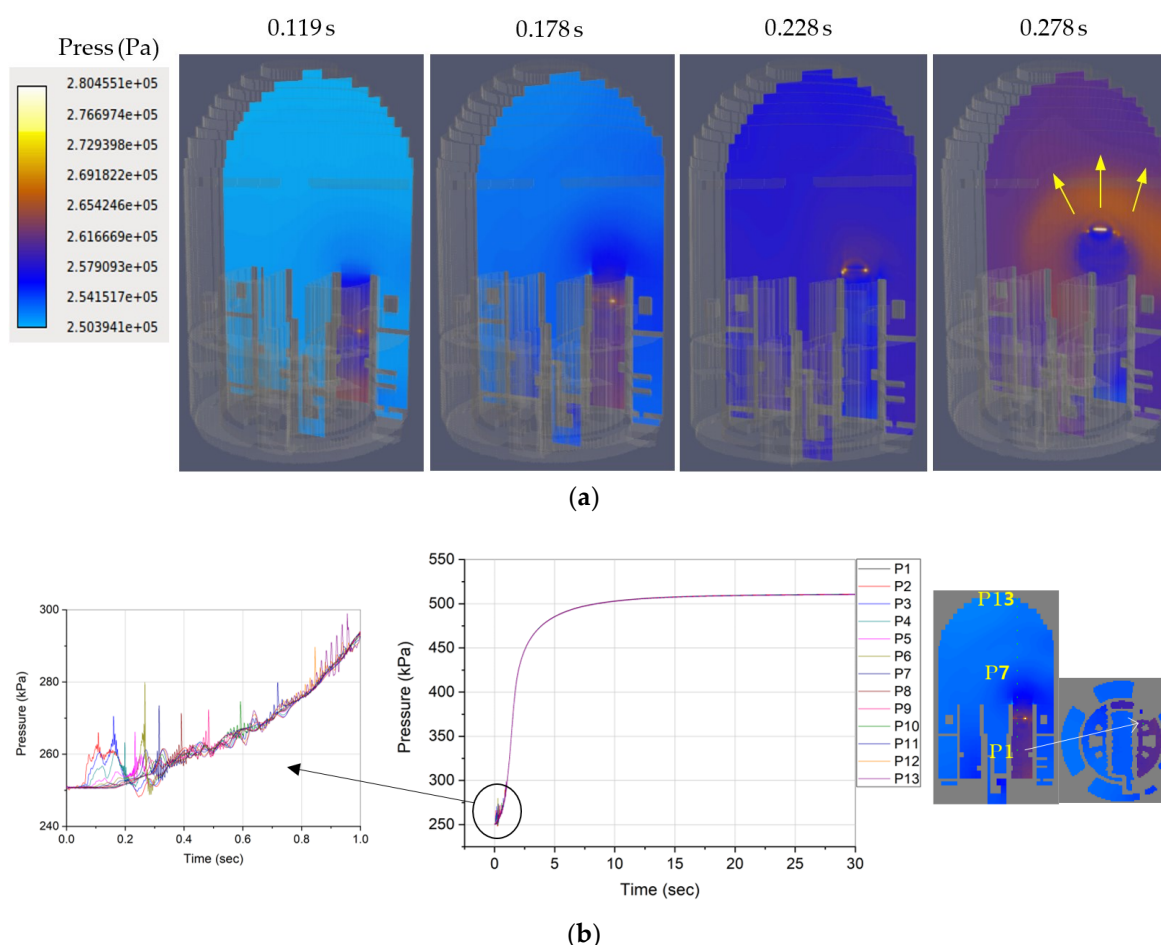 0.119 s 0.178 s 0.228 s 0.278 s
Press (Pa)
2.804551e+05
2.766974e+05
2.729398e+05
2.691822e+05
2.654246e+05
2.616669e+05
2.579093e+05
2.541517e+05
2.503941e+05
(a)
300
280
260
240
Pressure (kPa)
0.0 0.2 0.4 0.6 0.8 1.0
Time (sec)
550
500
450
400
350
300
250
Pressure (kPa)
0 5 10 15 20 25 30
Time (sec)
P1
P2
P3
P4
P5
P6
P7
P8
P9
P10
P11
P12
P13
P13
P7
P1
(b)